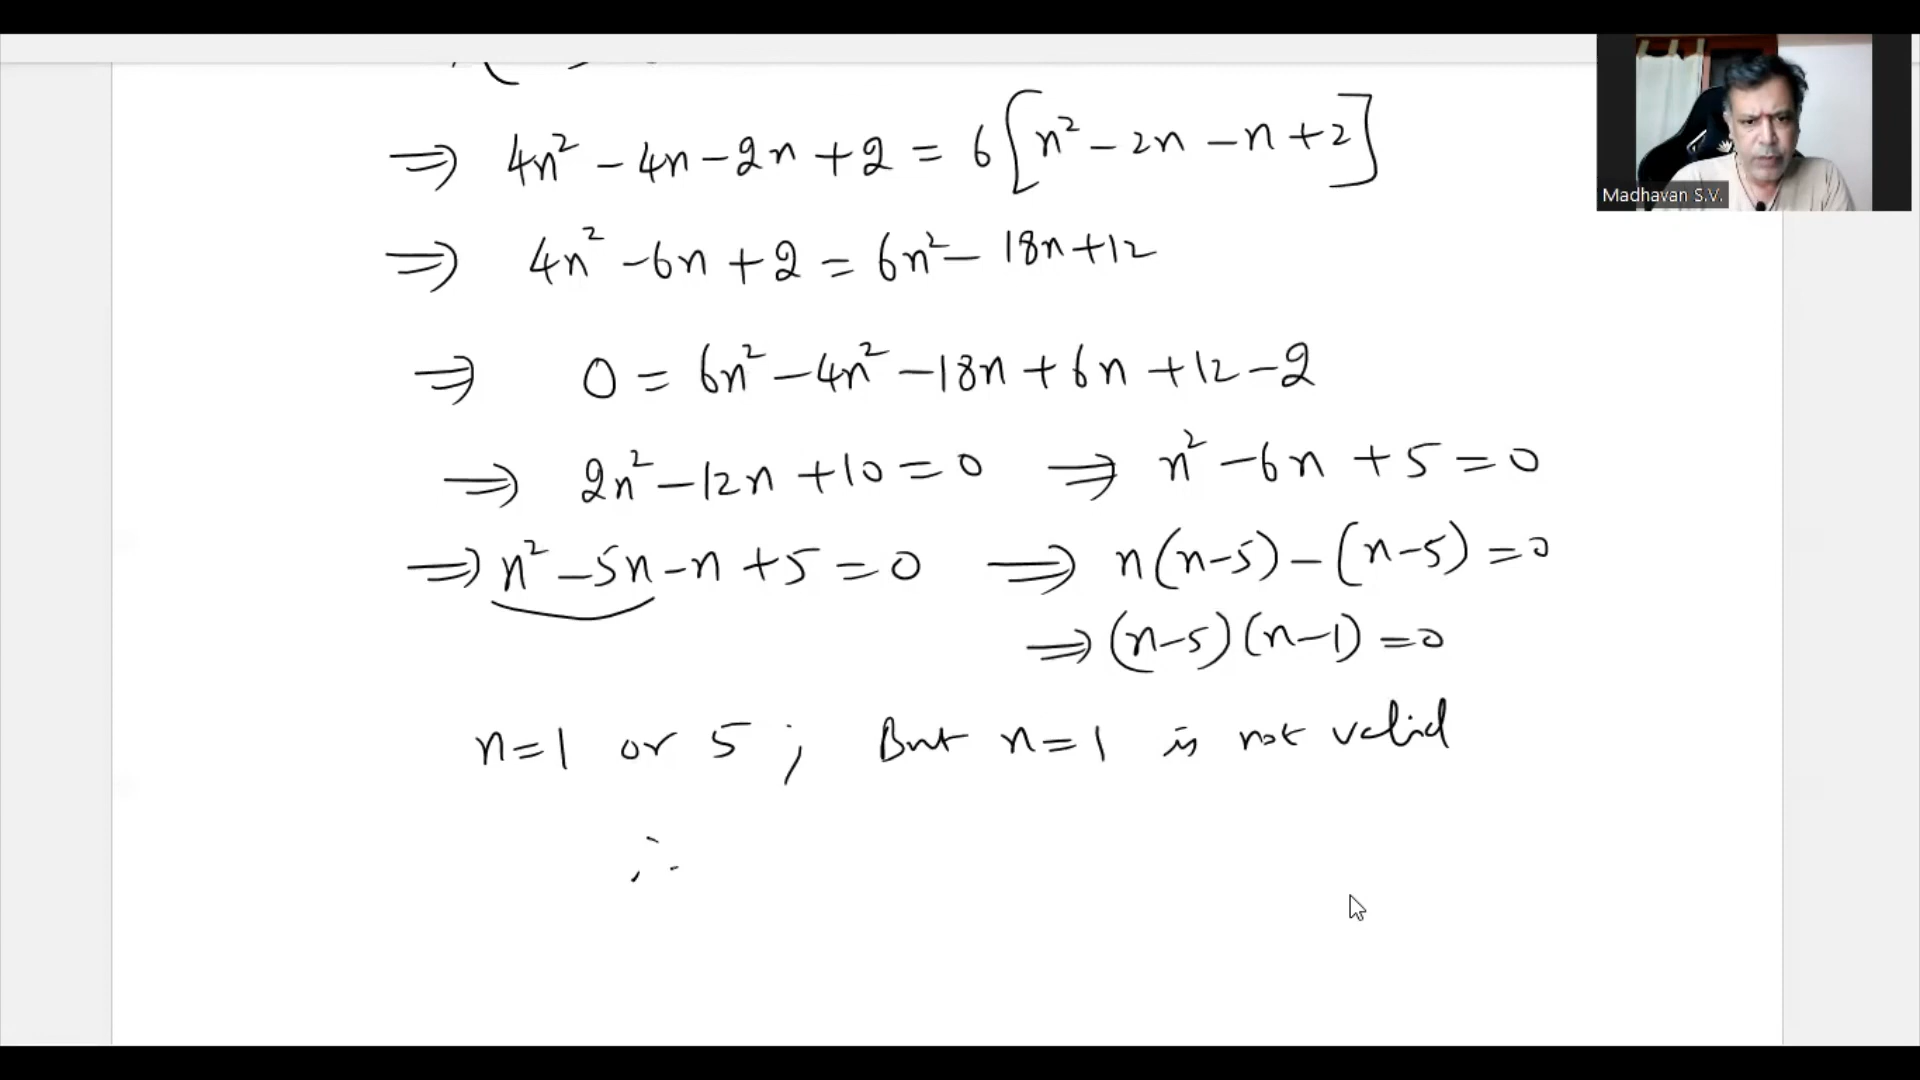 ⇒ 4n² - 4n - 2n + 2 = 6[n² - 2n - n + 2]
Madhavan S.V.
⇒ 4n² - 6n + 2 = 6n² - 18n + 12
⇒ 0 = 6n² - 4n² - 18n + 6n + 12 - 2
⇒ 2n² - 12n + 10 = 0 ⇒ n² - 6n + 5 = 0
⇒ n² - 5n - n + 5 = 0 ⇒ n(n-5) - (n-5) = 0
⇒ (n-5)(n-1) = 0
n=1 or 5 ; But n=1 is not valid
∴